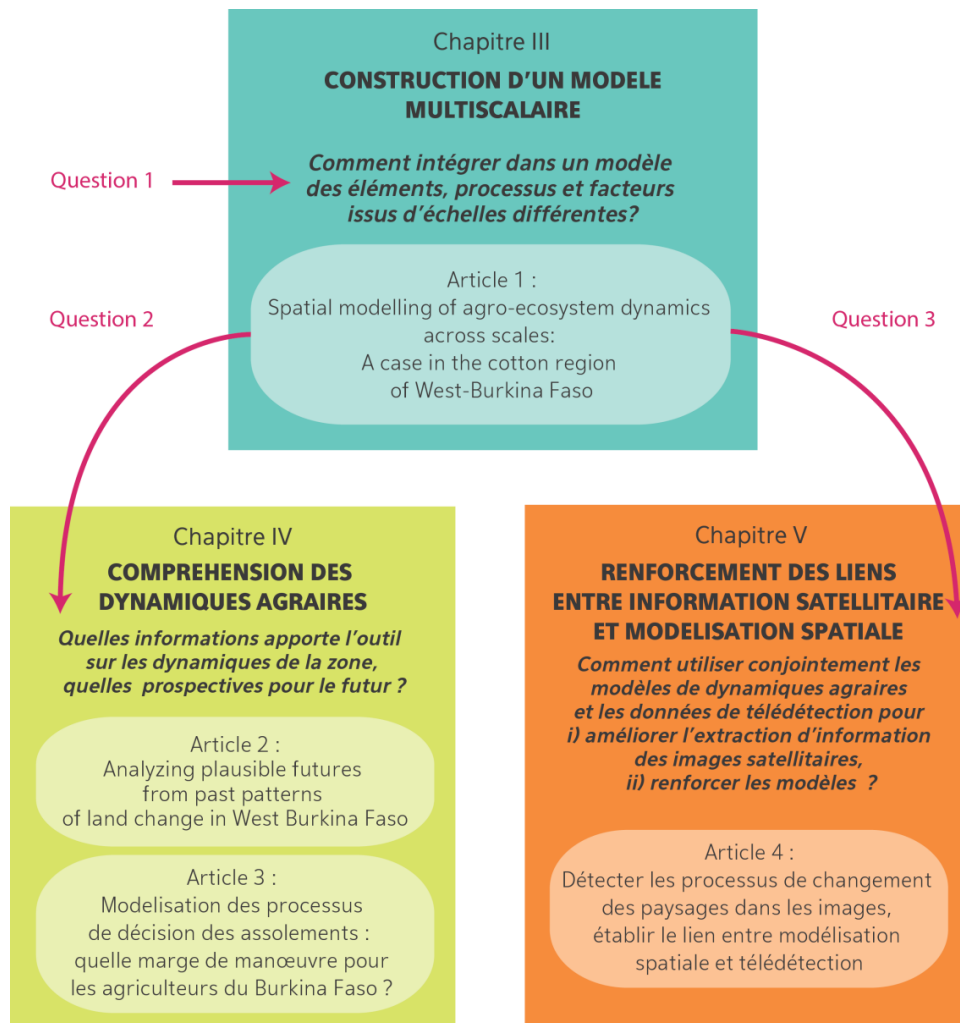 Chapitre III
CONSTRUCTION D'UN MODELE
MULTISCALAIRE
Question 1
Comment intégrer dans un modèle
des éléments, processus et facteurs
issus d'échelles différentes?
Question 2
Article 1 :
Spatial modelling of agro-ecosystem dynamics
across scales:
A case in the cotton region
of West-Burkina Faso
Question 3
Chapitre IV
COMPREHENSION DES
DYNAMIQUES AGRAIRES
Quelles informations apporte l'outil
sur les dynamiques de la zone,
quelles prospectives pour le futur ?
Article 2 :
Analyzing plausible futures
from past patterns
of land change in West Burkina Faso
Article 3 :
Modelisation des processus
de décision des assolements :
quelle marge de manœuvre pour
les agriculteurs du Burkina Faso ?
Chapitre V
RENFORCEMENT DES LIENS
ENTRE INFORMATION SATELLITAIRE
ET MODELISATION SPATIALE
Comment utiliser conjointement les
modèles de dynamiques agraires
et les données de télédétection pour
i) améliorer l'extraction d'information
des images satellitaires,
ii) renforcer les modèles ?
Article 4 :
Détecter les processus de changement
des paysages dans les images,
établir le lien entre modélisation
spatiale et télédétection